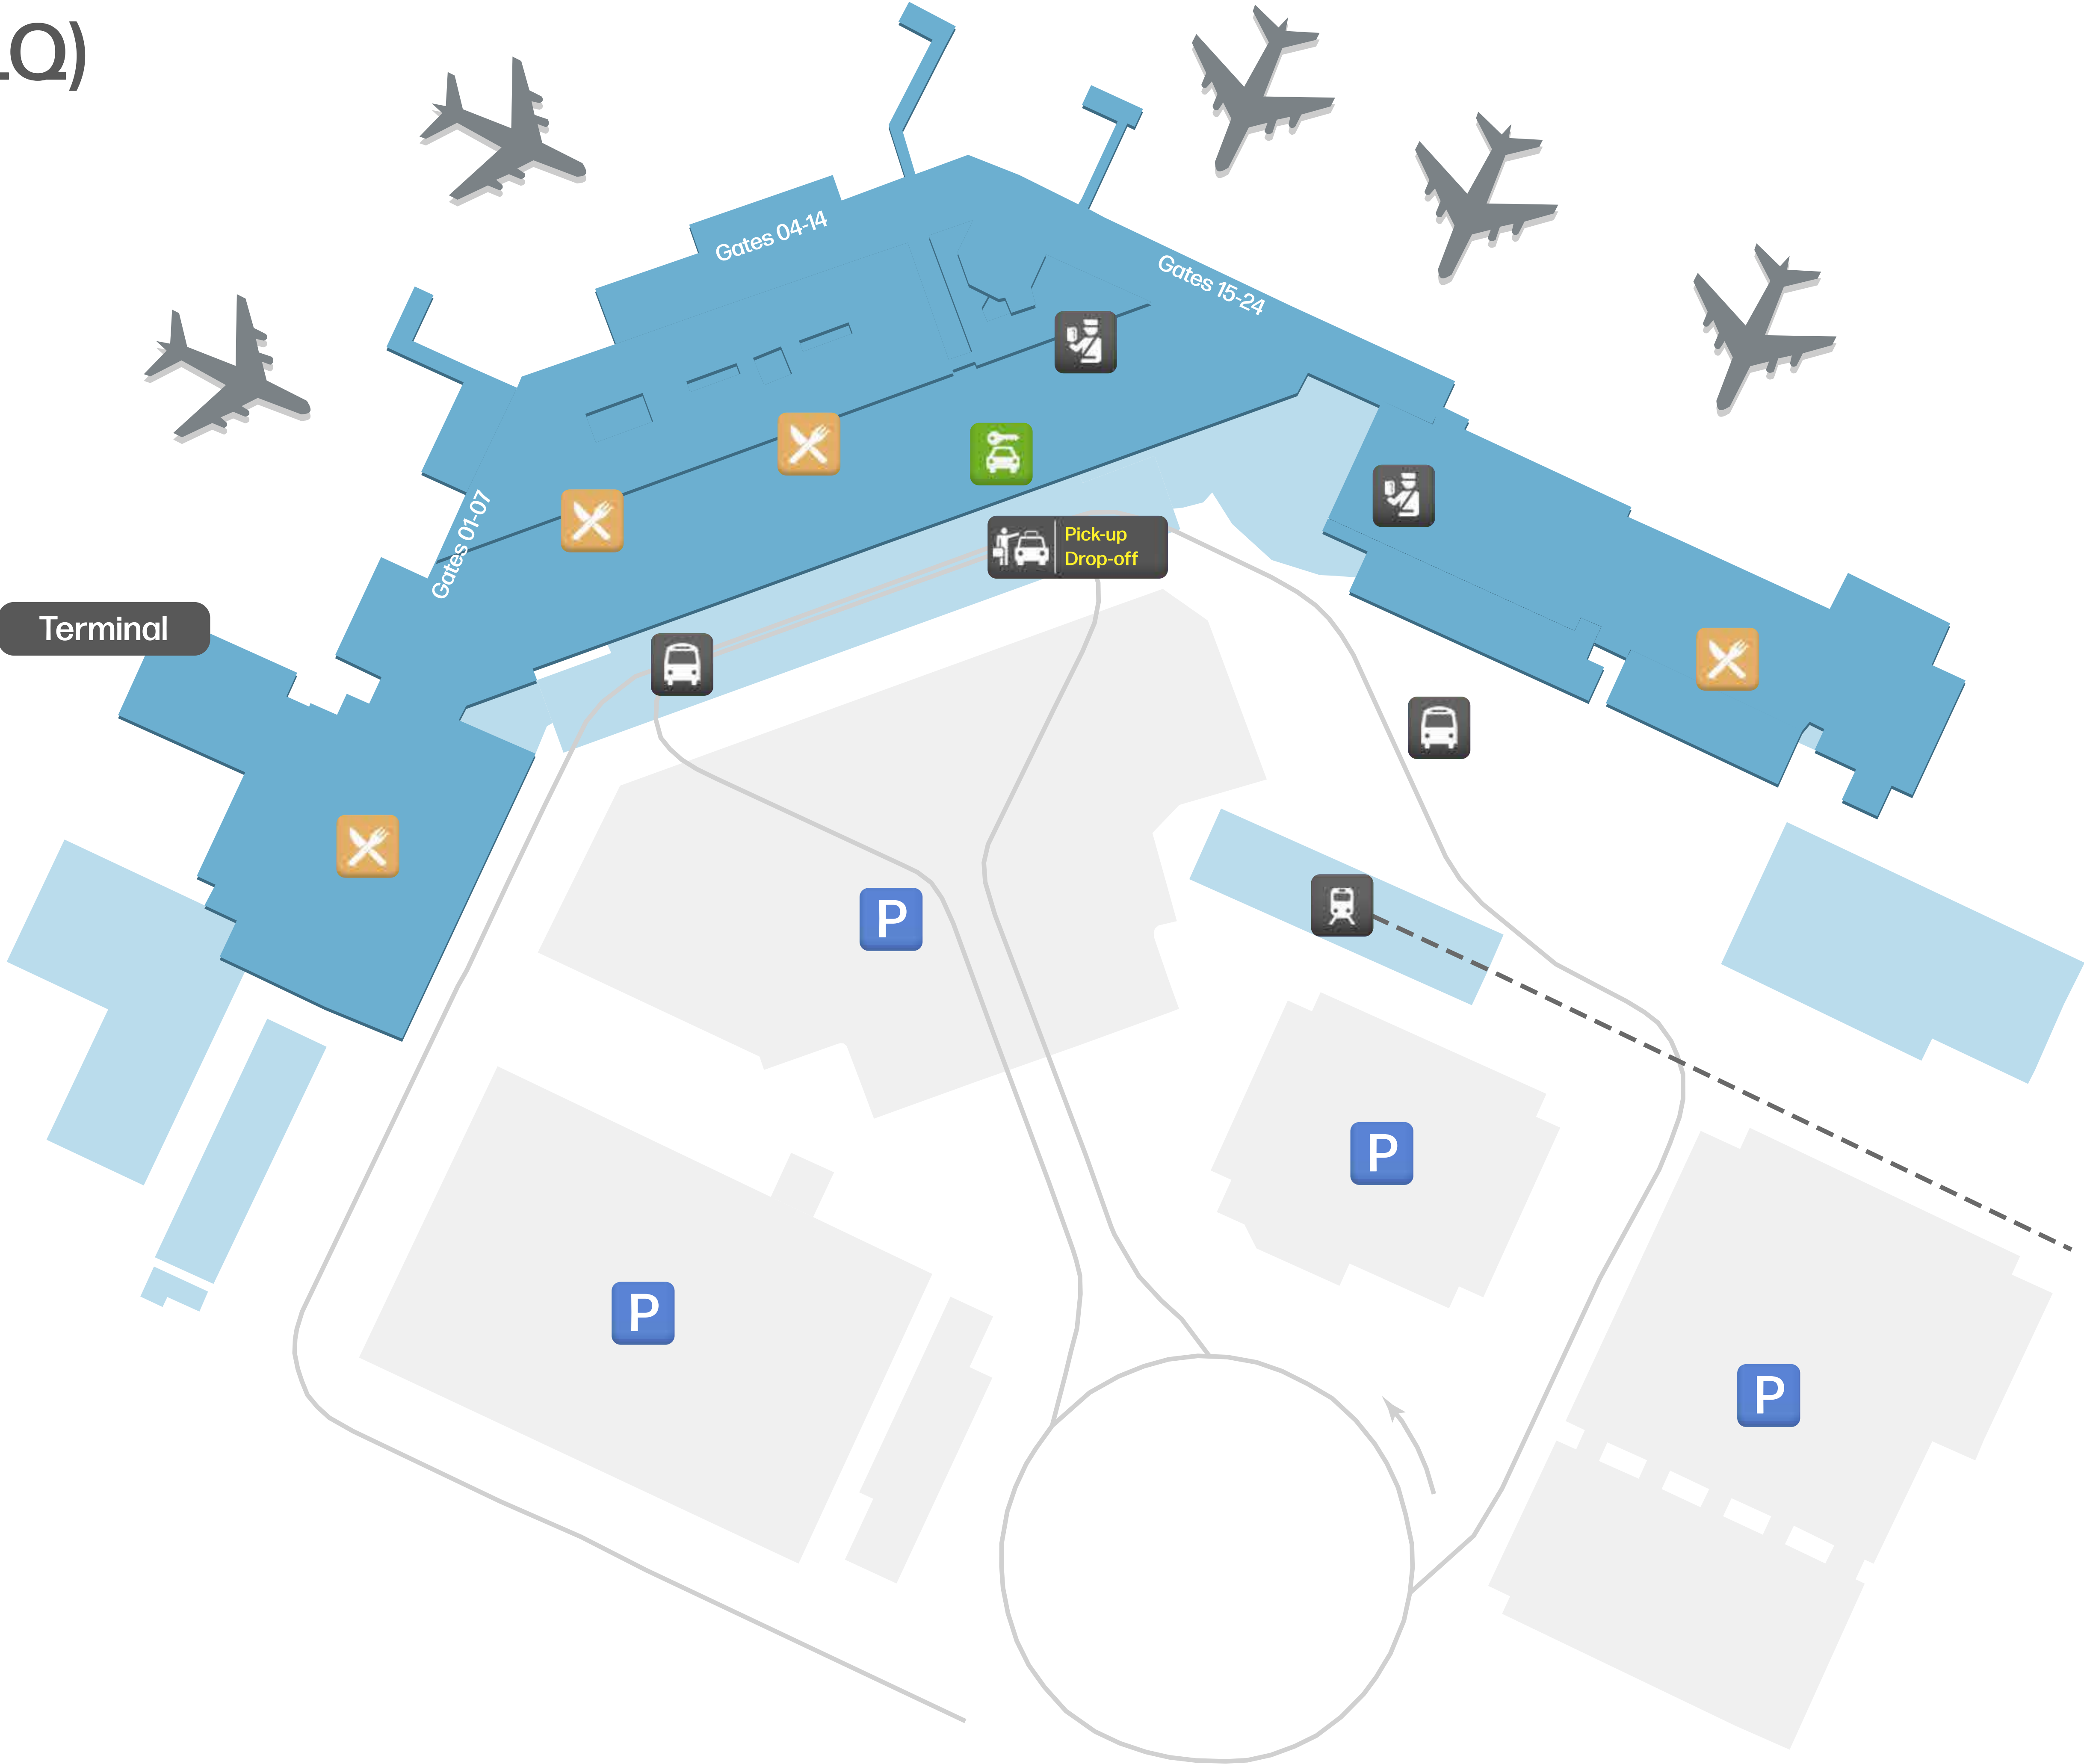 Q)
Gates 04-14
Gates 15-24
Gates 01-07
Pick-up
Drop-off
Terminal
P
P
P
P